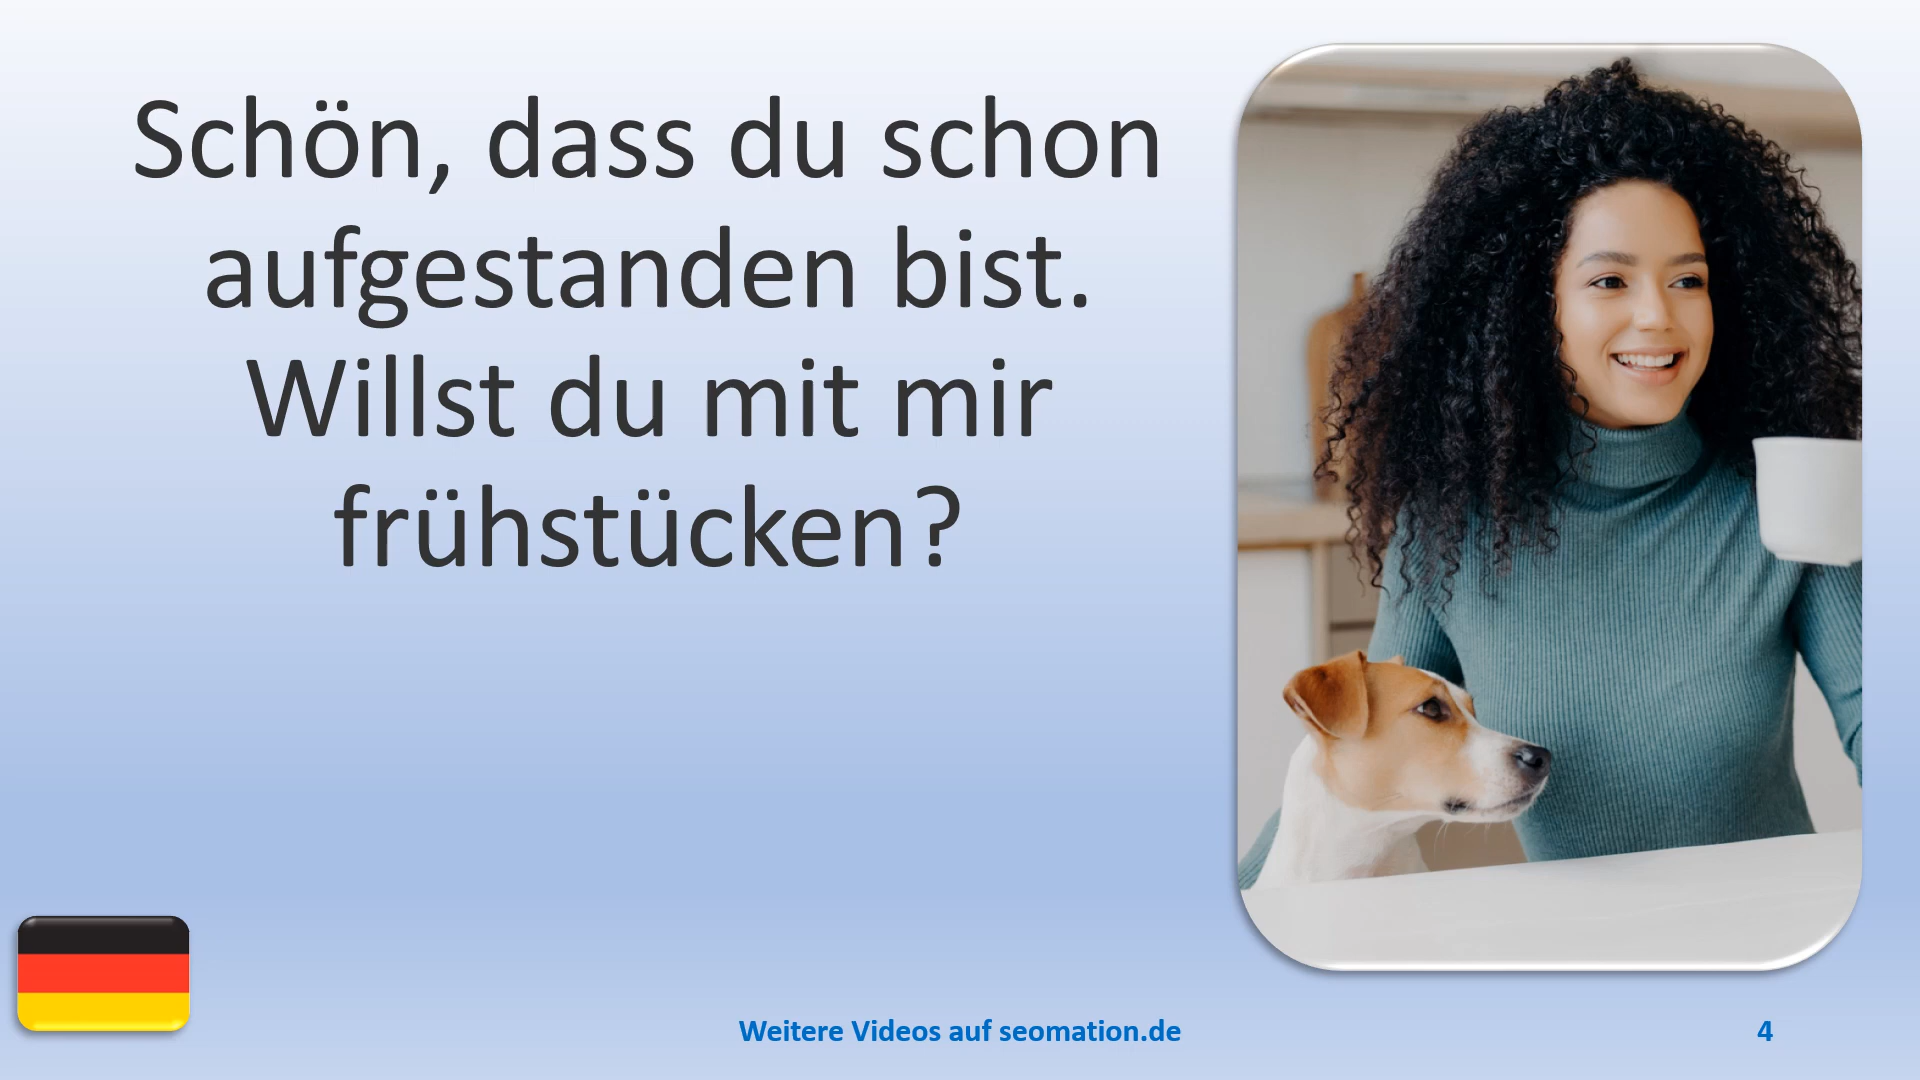 Schön, dass du schon
aufgestanden bist.
Willst du mit mir
frühstücken?
Weitere Videos auf seomation.de
4